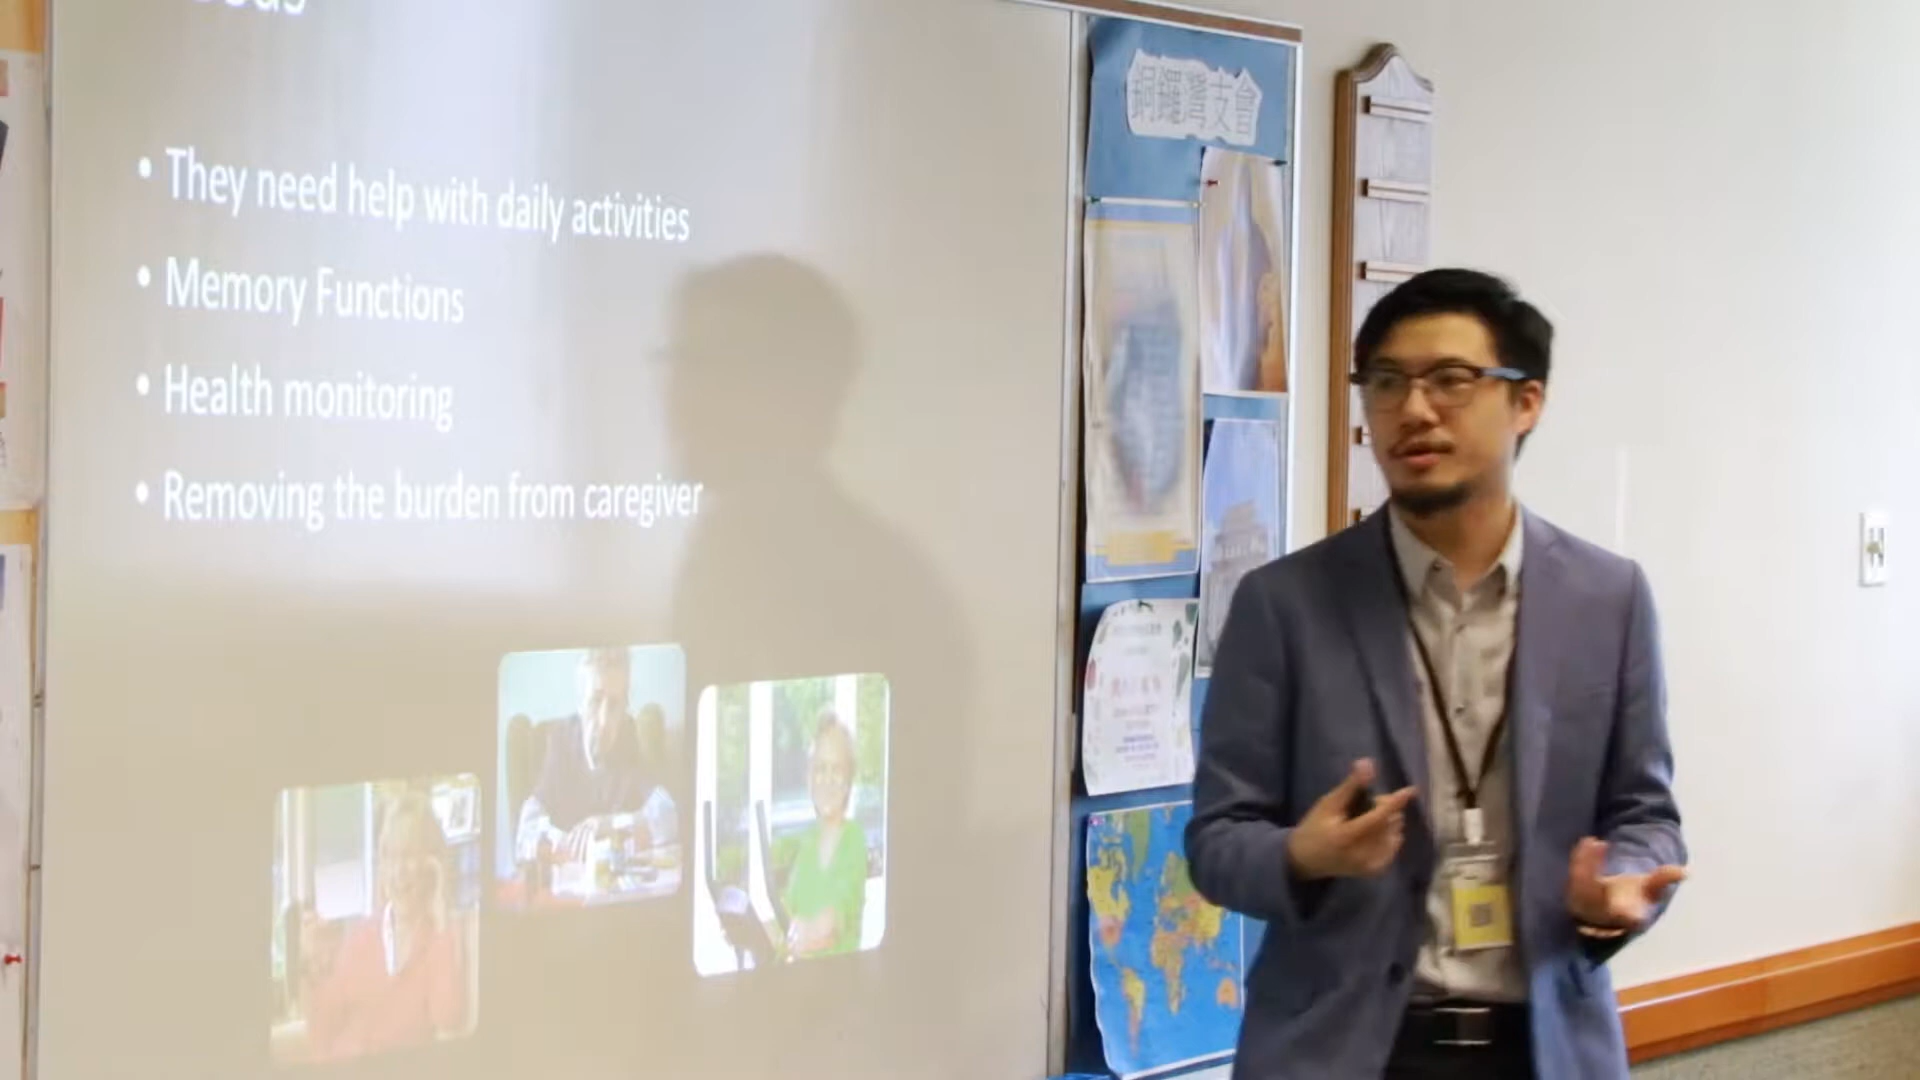 • They need help with daily activities
• Memory Functions
• Health monitoring
• Removing the burden from caregiver
銅鑼灣支會